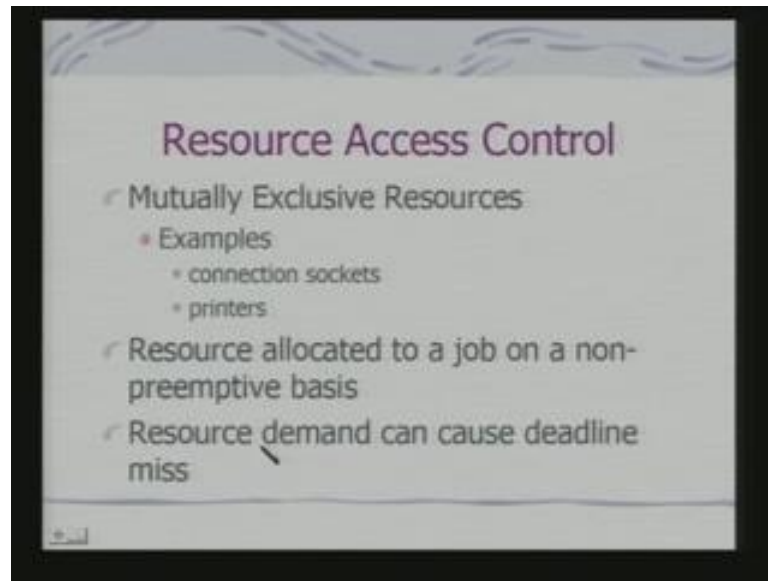 Resource Access Control
Mutually Exclusive Resources
Examples
connection sockets
printers
Resource allocated to a job on a non-
preemptive basis
Resource demand can cause deadline
miss